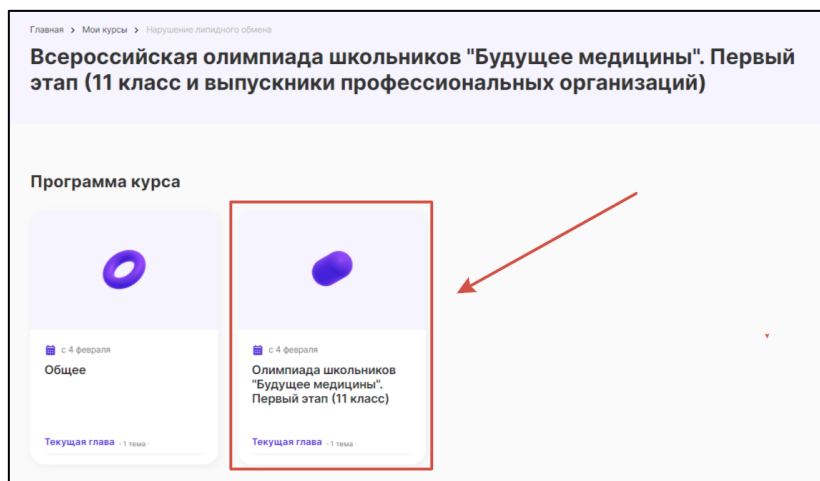 Главная > Мои курсы > Нарушение липидного обмена
Всероссийская олимпиада школьников "Будущее медицины". Первый
этап (11 класс и выпускники профессиональных организаций)
Программа курса
с 4 февраля
Общее
Текущая глава · 1 тема ·
с 4 февраля
Олимпиада школьников
"Будущее медицины".
Первый этап (11 класс)
Текущая глава · 1 тема ·